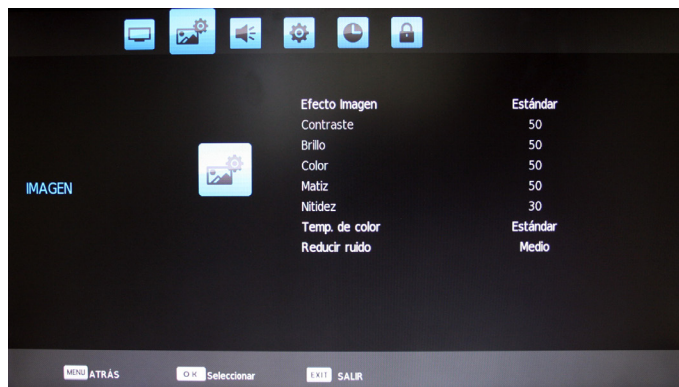 Efecto Imagen Estándar
Contraste 50
Brillo 50
Color 50
IMAGEN
Matiz 50
Nitidez 30
Temp. de color Estándar
Reducir ruido Medio
MENU ATRÁS OK Seleccionar EXIT SALIR